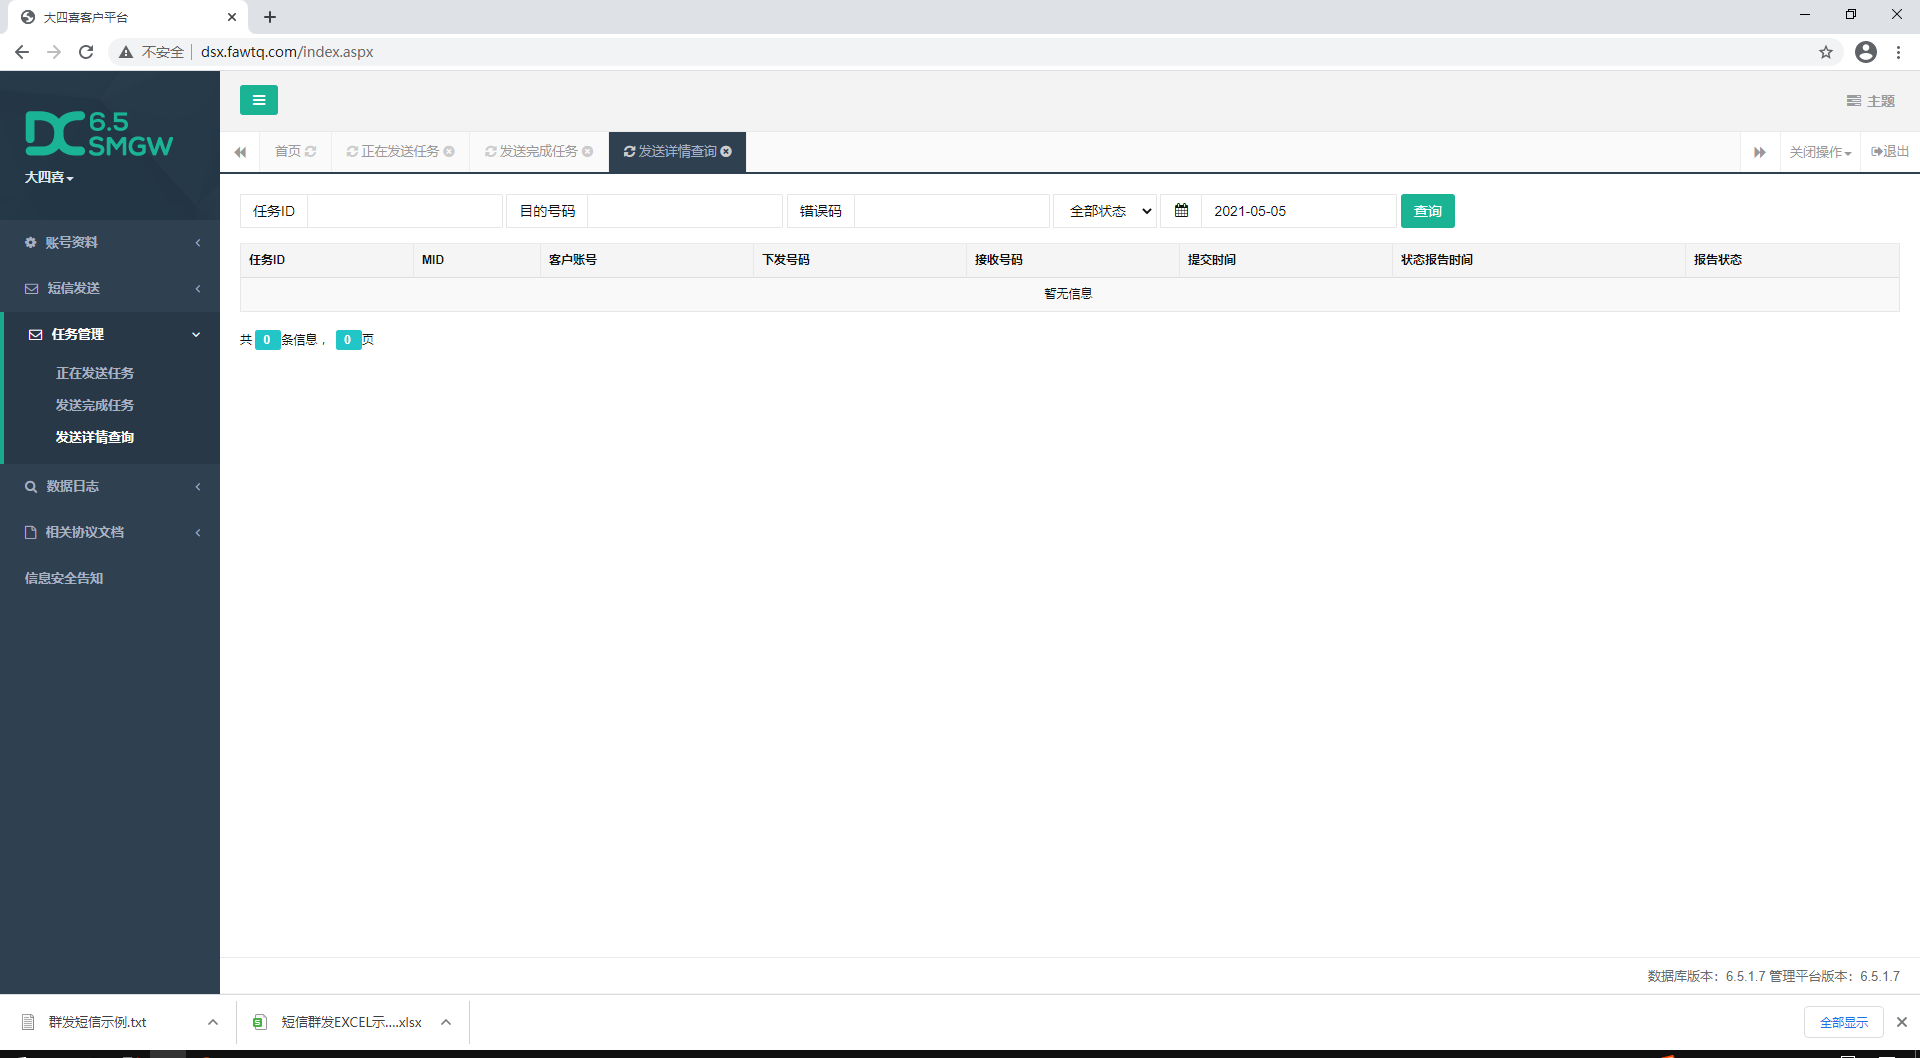 大四喜客户平台
不安全 dsx.fawtq.com/index.aspx
DC 6.5 SMGW
大四喜
账号资料
短信发送
任务管理
正在发送任务
发送完成任务
发送详情查询
数据日志
相关协议文档
信息安全告知
主题
首页 正在发送任务 发送完成任务 发送详情查询 关闭操作 退出
任务ID 目的号码 错误码 全部状态 2021-05-05 查询
任务ID MID 客户账号 下发号码 接收号码 提交时间 状态报告时间 报告状态
暂无信息
共 0 条信息， 0 页
数据库版本：6.5.1.7 管理平台版本：6.5.1.7
群发短信示例.txt 短信群发EXCEL示....xlsx 全部显示